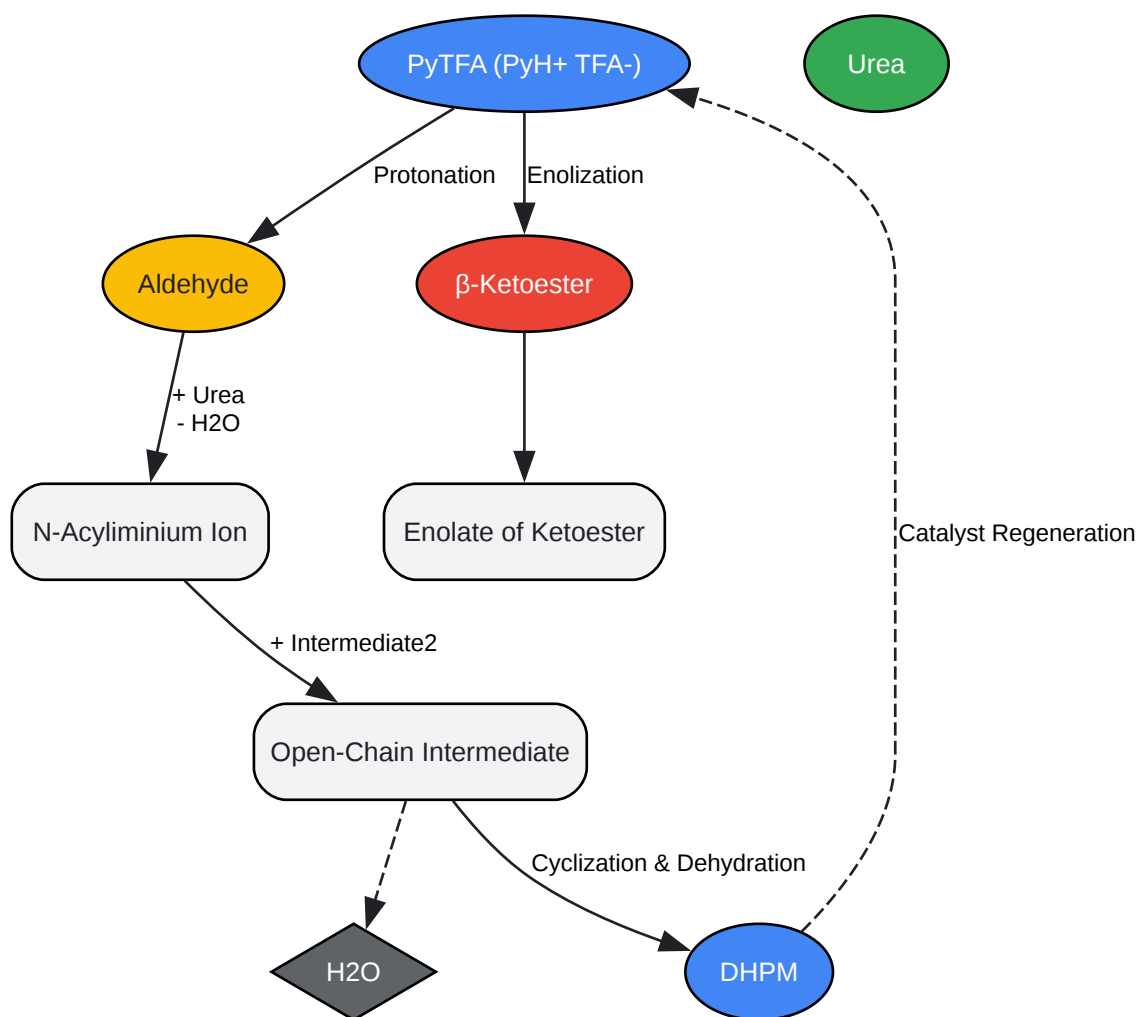 PyTFA (PyH+ TFA-)
Urea
Protonation
Enolization
Aldehyde
β-Ketoester
+ Urea
- H2O
N-Acyliminium Ion
Enolate of Ketoester
Catalyst Regeneration
+ Intermediate2
Open-Chain Intermediate
Cyclization & Dehydration
H2O
DHPM